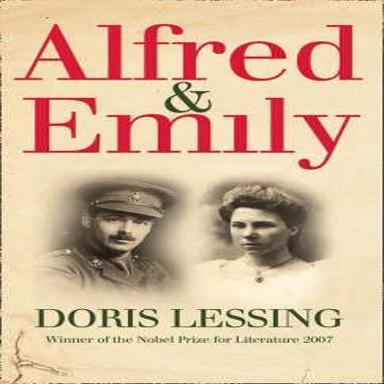 Alfred
&
Emily
DORIS LESSING
Winner of the Nobel Prize for Literature 2007